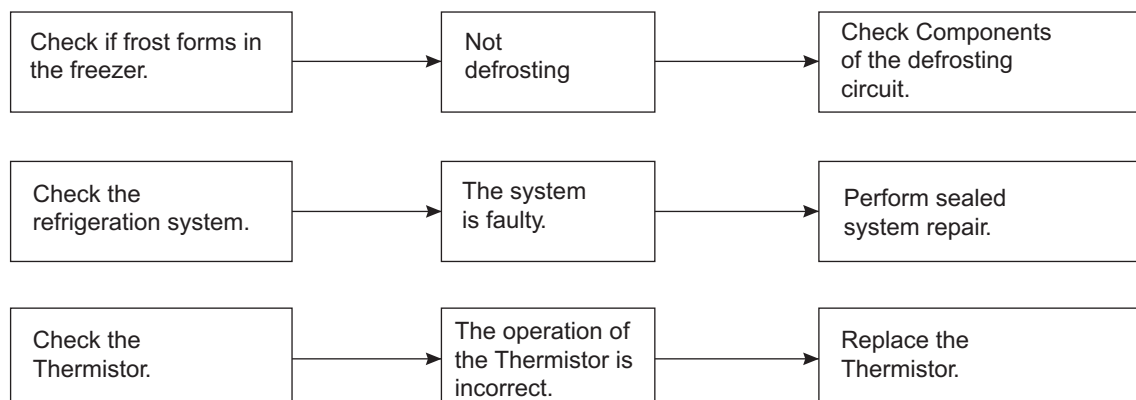 Check if frost forms in
the freezer.
Not
defrosting
Check Components
of the defrosting
circuit.
Check the
refrigeration system.
The system
is faulty.
Perform sealed
system repair.
Check the
Thermistor.
The operation of
the Thermistor is
incorrect.
Replace the
Thermistor.